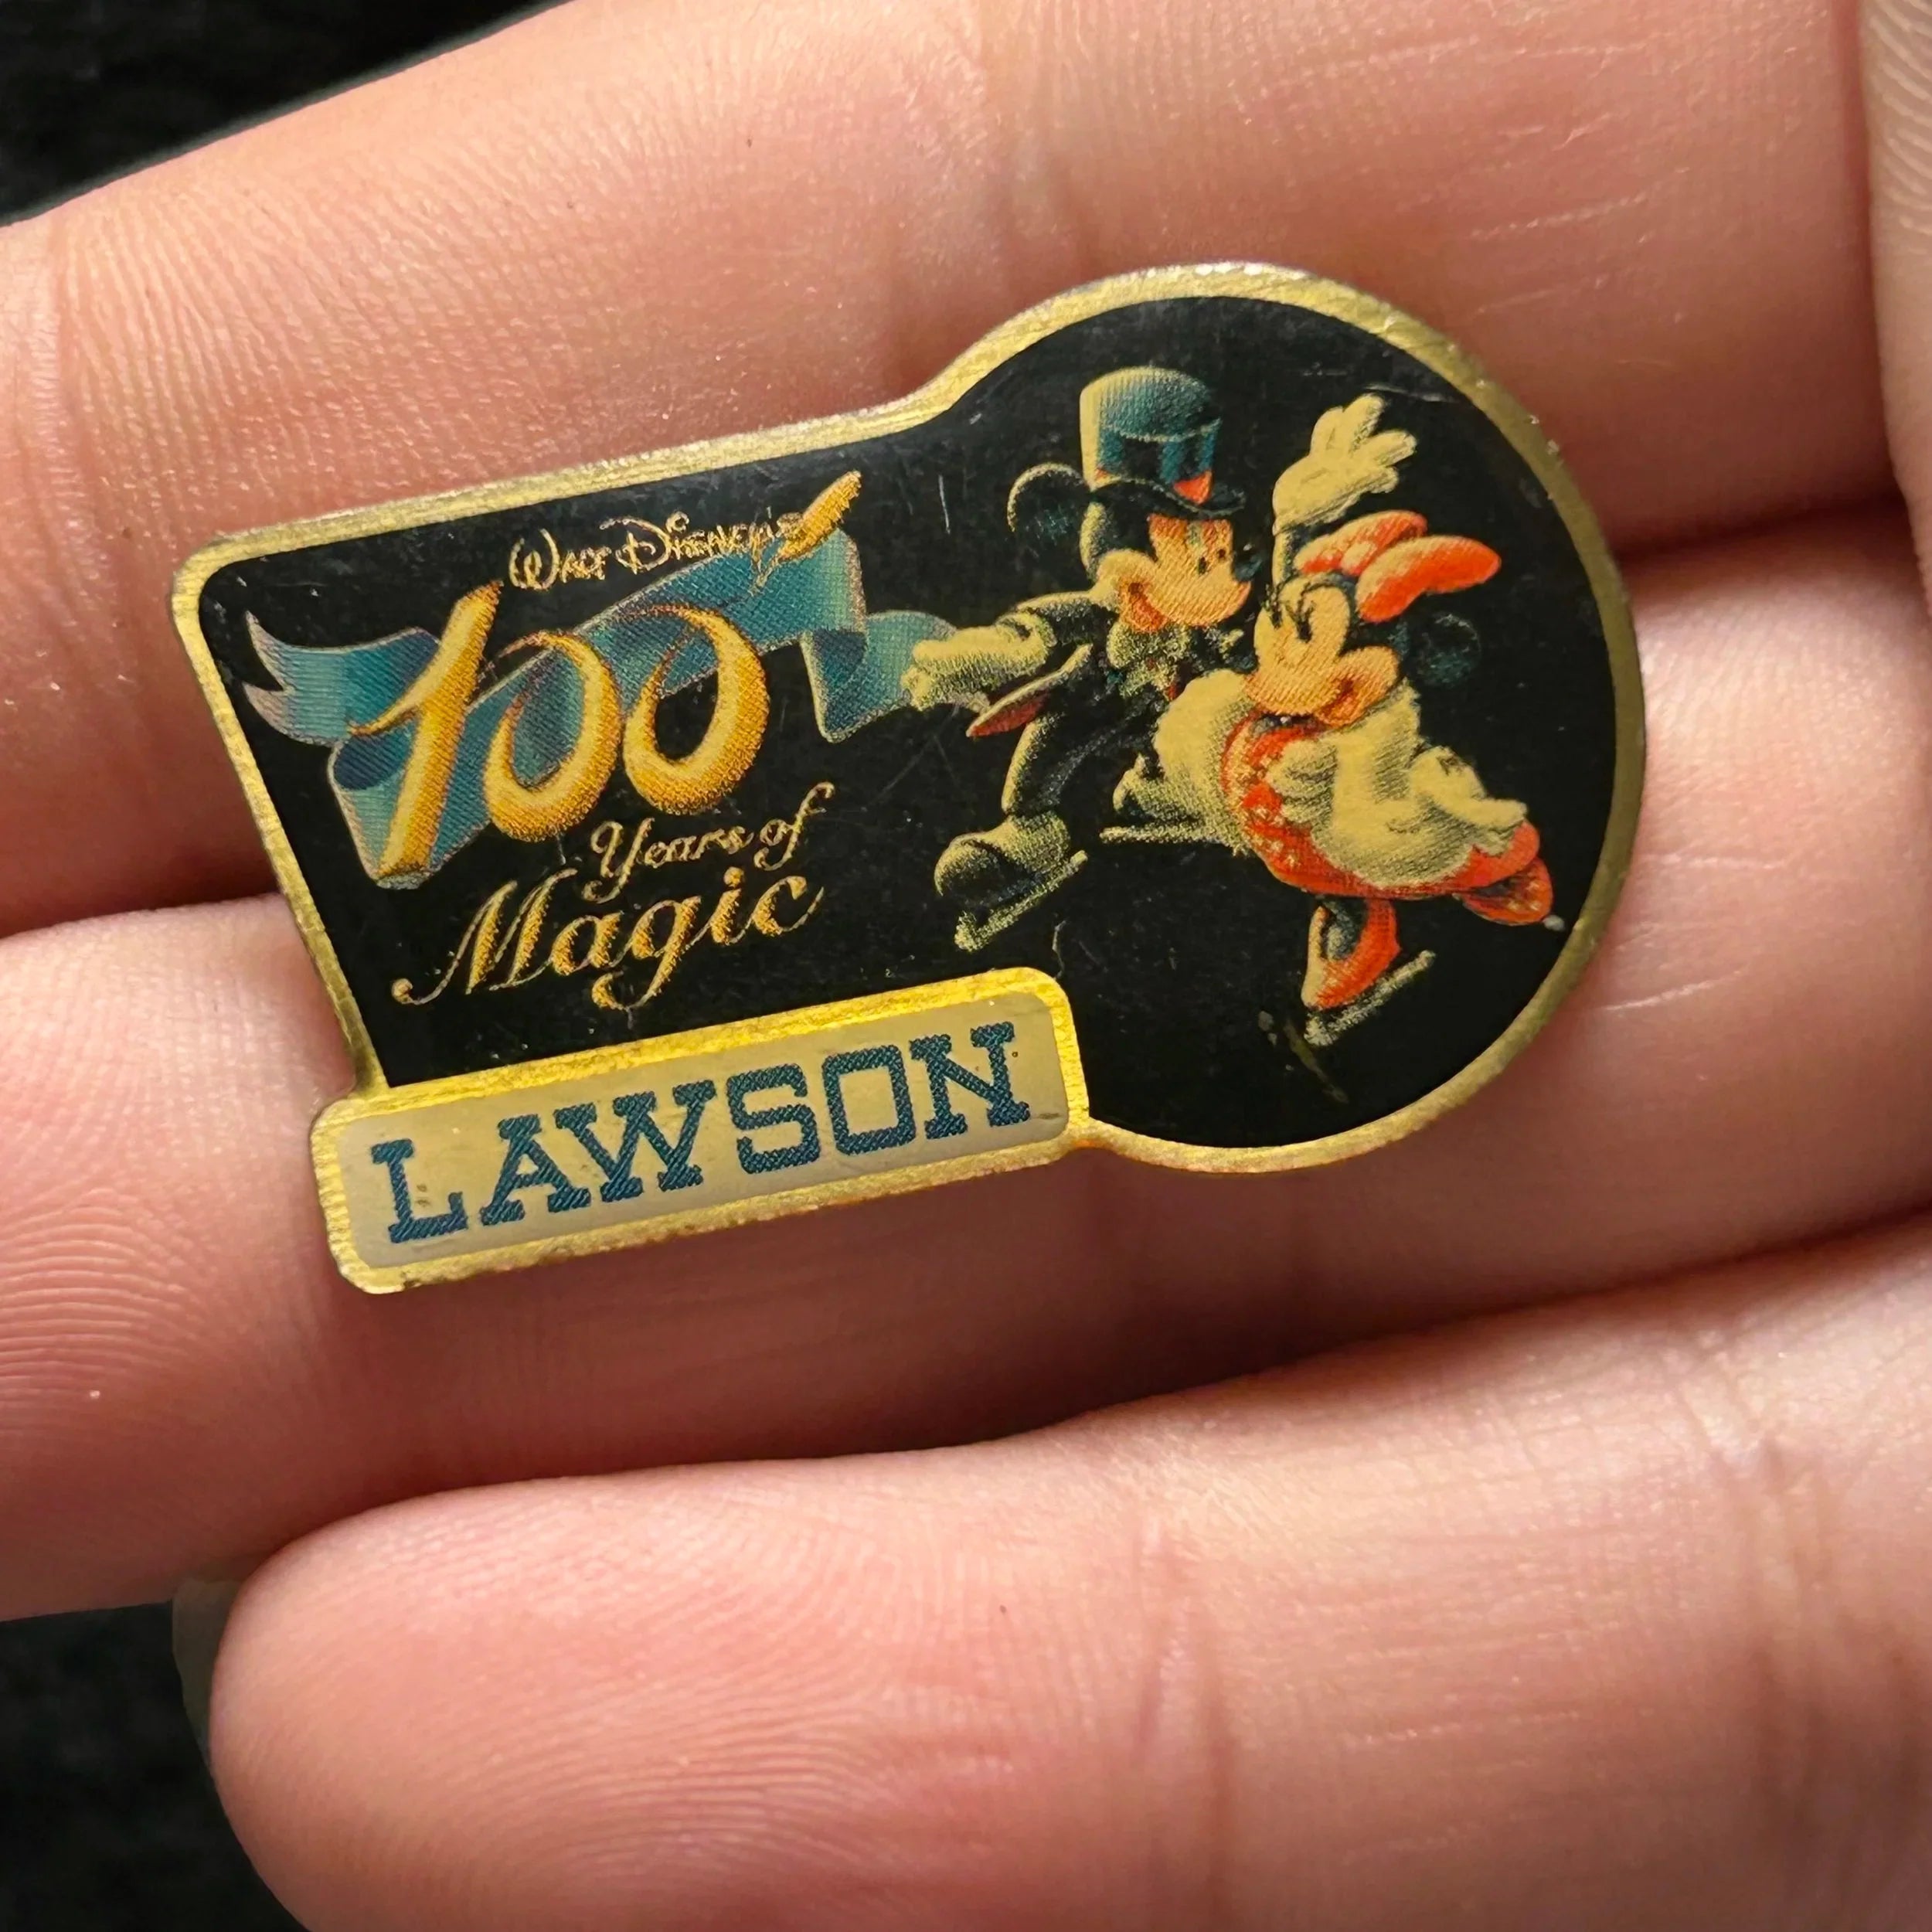 WALT DISNEY'S
100
Years of
Magic
LAWSON